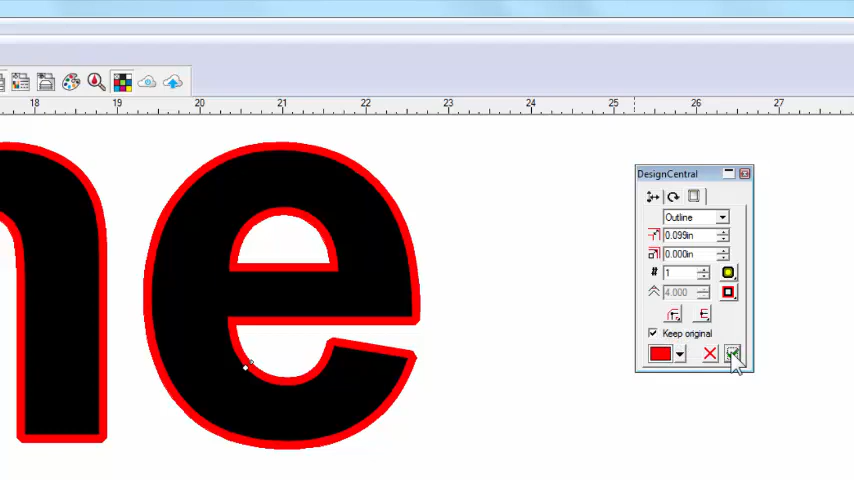 18 19 20 21 22 23 24 25 26 27
ne
DesignCentral
Outline
0.099in
0.000in
# 1
4.000
Keep original